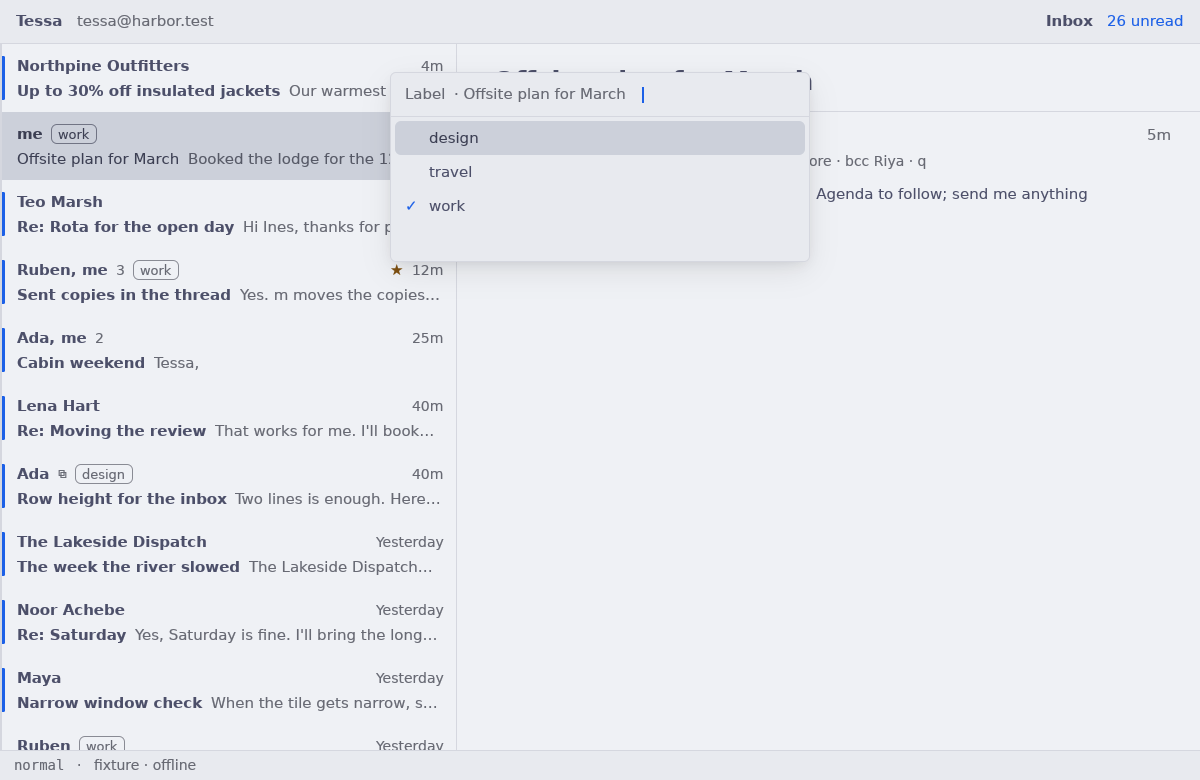 Tessa tessa@harbor.test Inbox 26 unread
Northpine Outfitters 4m
Up to 30% off insulated jackets Our warmest
me work
Offsite plan for March Booked the lodge for the
Teo Marsh
Re: Rota for the open day Hi Ines, thanks for
Ruben, me 3 work ★ 12m
Sent copies in the thread Yes. m moves the copies…
Ada, me 2 25m
Cabin weekend Tessa,
Lena Hart 40m
Re: Moving the review That works for me. I'll book…
Ada ⧉ design 40m
Row height for the inbox Two lines is enough. Here…
The Lakeside Dispatch Yesterday
The week the river slowed The Lakeside Dispatch…
Noor Achebe Yesterday
Re: Saturday Yes, Saturday is fine. I'll bring the long…
Maya Yesterday
Narrow window check When the tile gets narrow, s…
Ruben work Yesterday
Label · Offsite plan for March
design
travel
✓ work
5m
ore · bcc Riya · q
Agenda to follow; send me anything
normal · fixture · offline